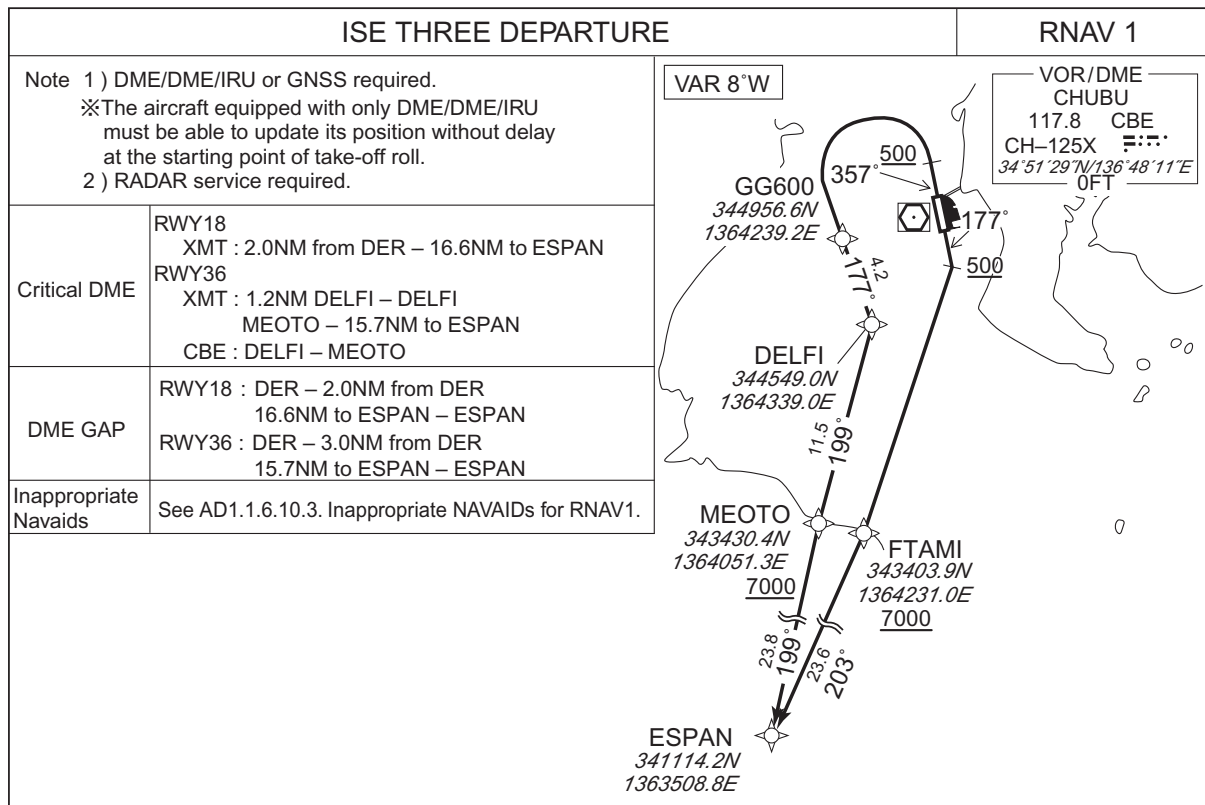 ISE THREE DEPARTURE
RNAV 1
Note 1 ) DME/DME/IRU or GNSS required.
※The aircraft equipped with only DME/DME/IRU
must be able to update its position without delay
at the starting point of take-off roll.
2 ) RADAR service required.
Critical DME
RWY18
XMT : 2.0NM from DER – 16.6NM to ESPAN
RWY36
XMT : 1.2NM DELFI – DELFI
MEOTO – 15.7NM to ESPAN
CBE : DELFI – MEOTO
DME GAP
RWY18 : DER – 2.0NM from DER
16.6NM to ESPAN – ESPAN
RWY36 : DER – 3.0NM from DER
15.7NM to ESPAN – ESPAN
Inappropriate
Navaids
See AD1.1.6.10.3. Inappropriate NAVAIDs for RNAV1.
VAR 8˚W
VOR/DME
CHUBU
117.8 CBE
CH–125X
34˚51´29˝N/136˚48´11˝E
0FT
500
357˚
GG600
344956.6N
1364239.2E
177˚
500
4.2
177˚
DELFI
344549.0N
1364339.0E
11.5
199˚
MEOTO
343430.4N
1364051.3E
7000
FTAMI
343403.9N
1364231.0E
7000
23.8
199˚
23.6
203˚
ESPAN
341114.2N
1363508.8E